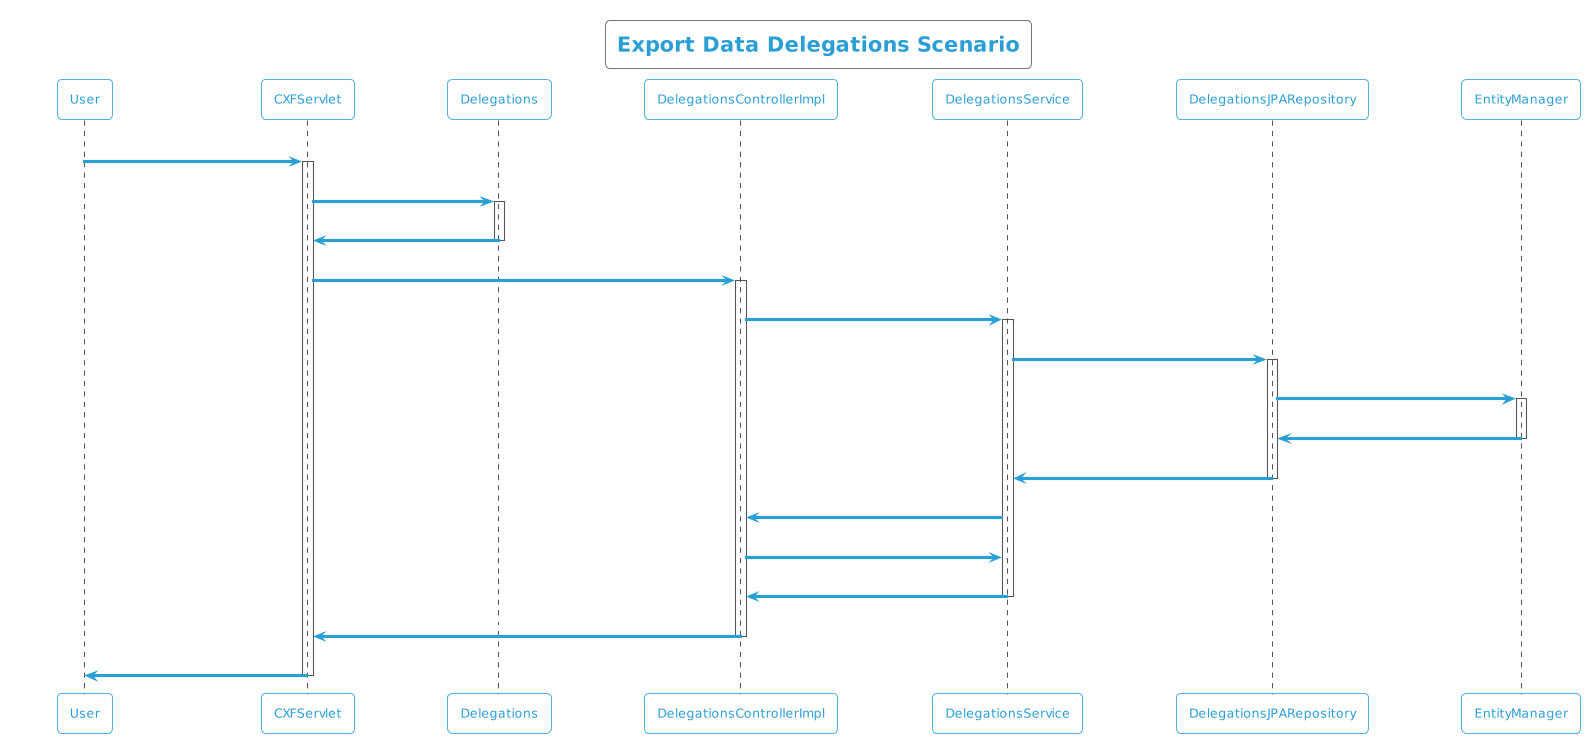 Export Data Delegations Scenario
User CXFServlet Delegations DelegationsControllerImpl DelegationsService DelegationsJPARepository EntityManager
User CXFServlet Delegations DelegationsControllerImpl DelegationsService DelegationsJPARepository EntityManager